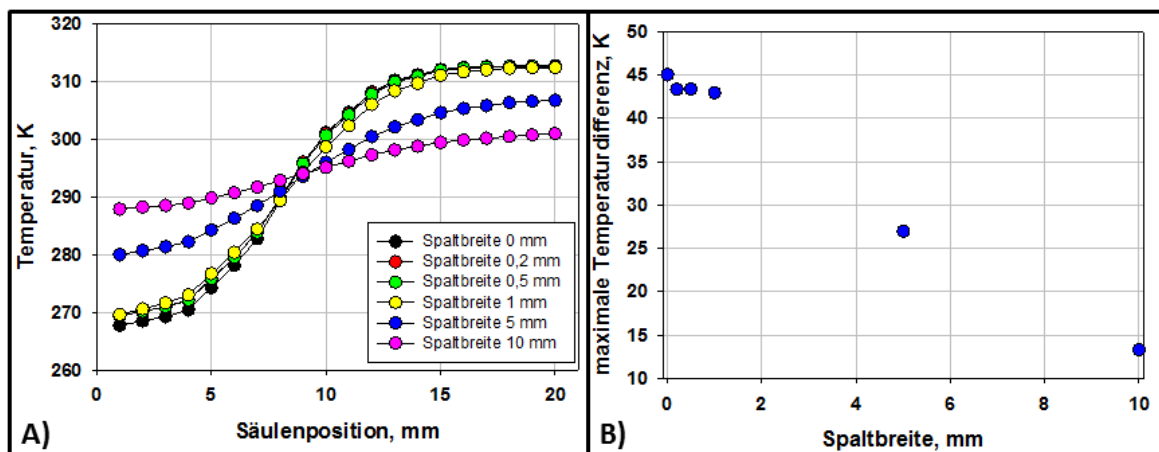 320
310
300
290
280
270
260
Temperatur, K
Spaltbreite 0 mm
Spaltbreite 0,2 mm
Spaltbreite 0,5 mm
Spaltbreite 1 mm
Spaltbreite 5 mm
Spaltbreite 10 mm
0 5 10 15 20
Säulenposition, mm
A)
50
45
40
35
30
25
20
15
10
maximale Temperaturdifferenz, K
0 2 4 6 8 10
Spaltbreite, mm
B)